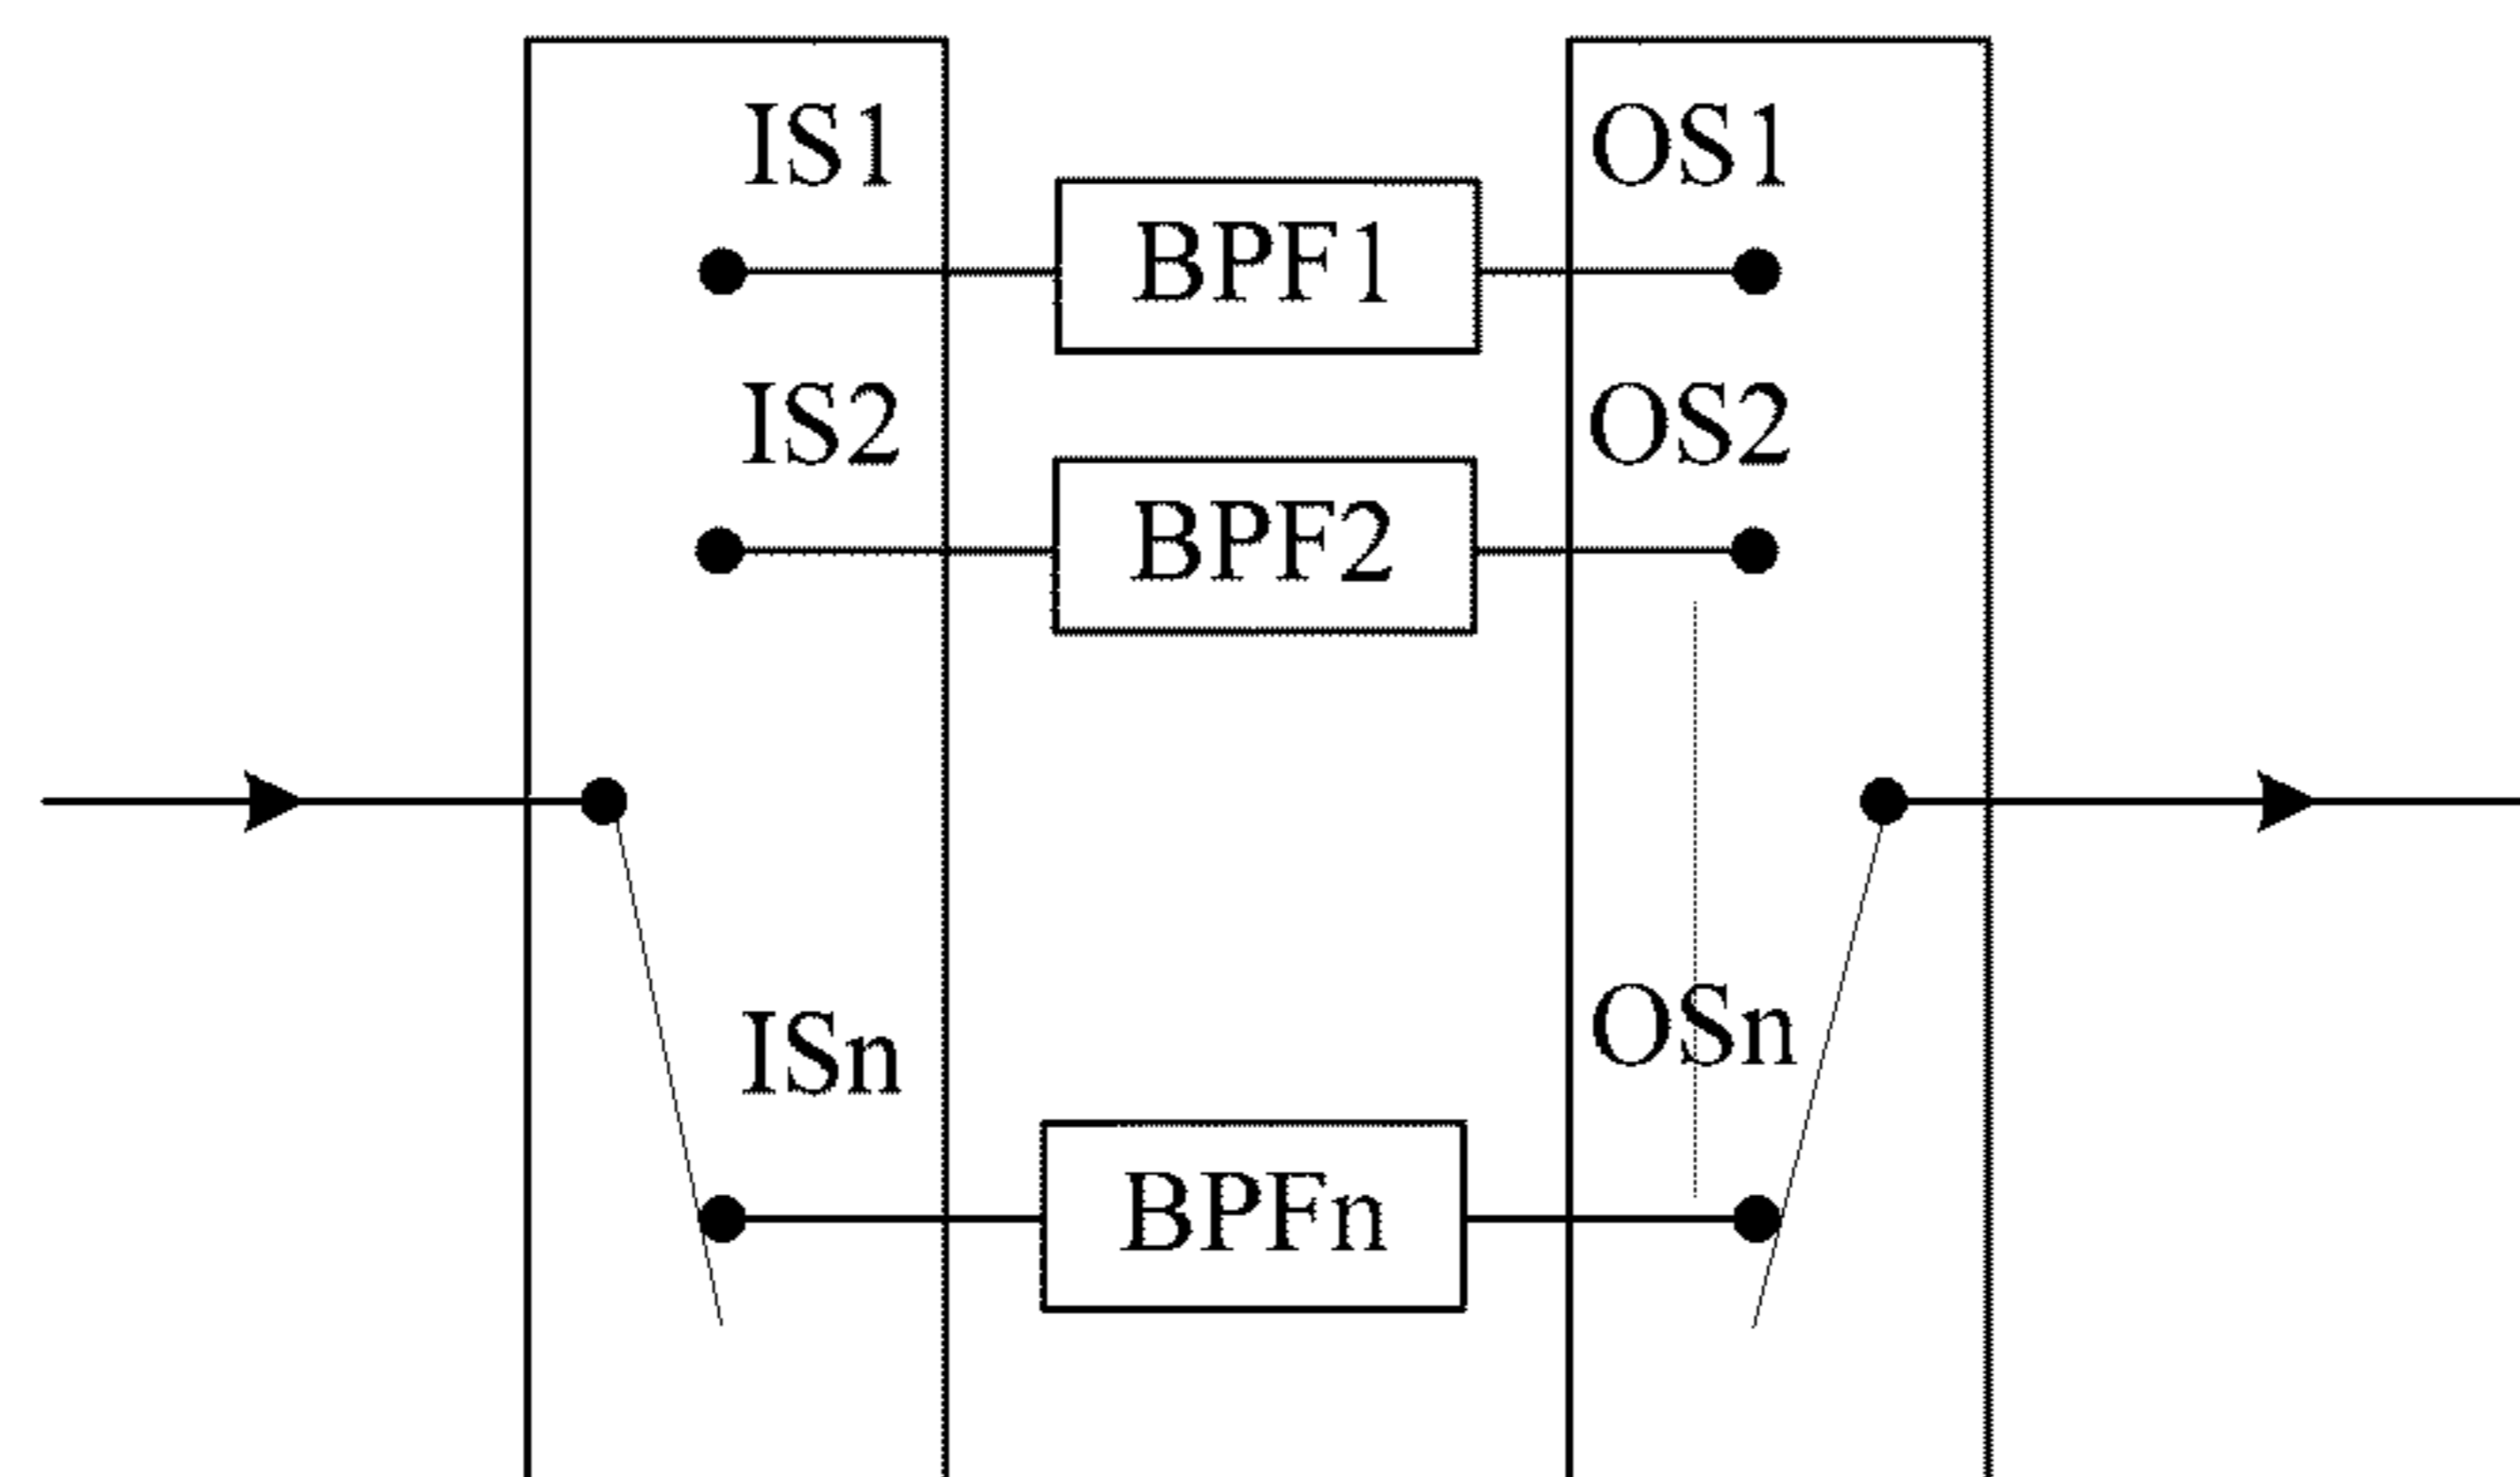 IS1
OS1
BPF1
IS2
OS2
BPF2
ISn
OSn
BPFn